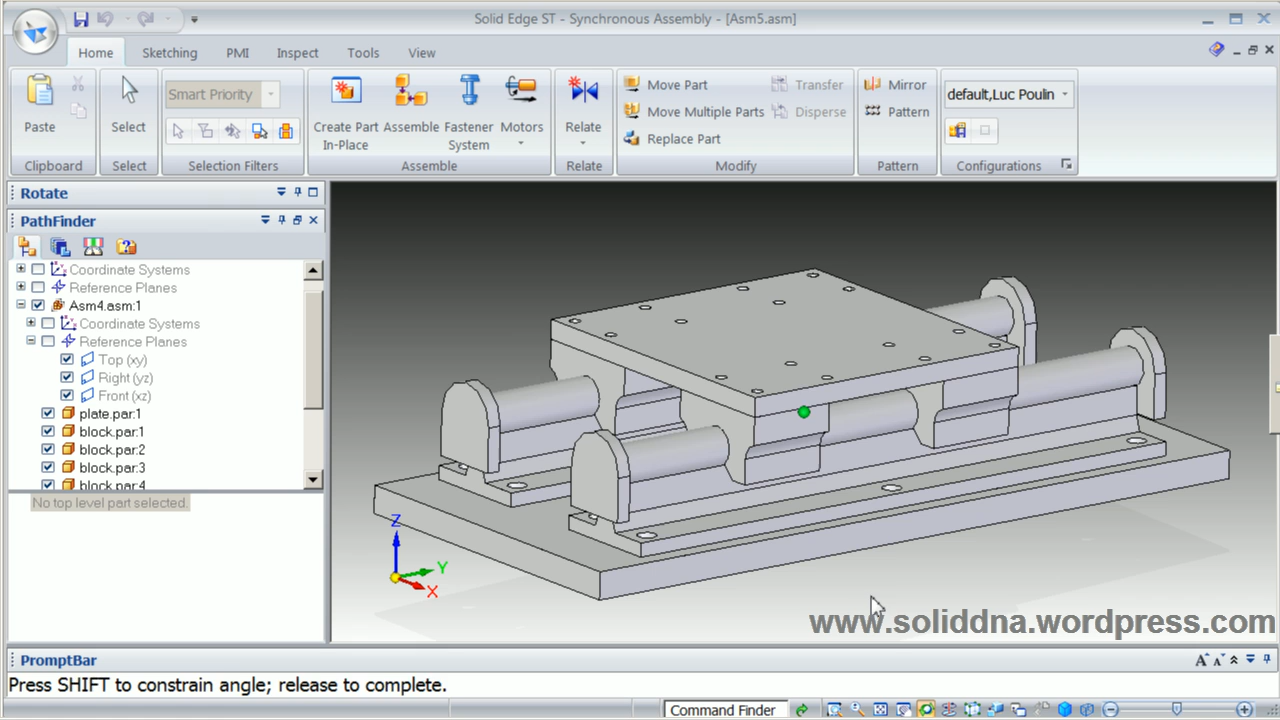 Solid Edge ST - Synchronous Assembly - [Asm5.asm]
Home Sketching PMI Inspect Tools View
Paste
Clipboard
Select
Select
Smart Priority
Selection Filters
Create Part In-Place
Assemble
Fastener System
Motors
Assemble
Relate
Relate
Move Part
Move Multiple Parts
Replace Part
Transfer
Disperse
Modify
Mirror
Pattern
Pattern
default,Luc Poulin
Configurations
Rotate
PathFinder
Coordinate Systems
Reference Planes
Asm4.asm:1
Coordinate Systems
Reference Planes
Top (xy)
Right (yz)
Front (xz)
plate.par:1
block.par:1
block.par:2
block.par:3
block.par:4
No top level part selected.
Z
Y
X
www.soliddna.wordpress.com
PromptBar
Press SHIFT to constrain angle; release to complete.
Command Finder